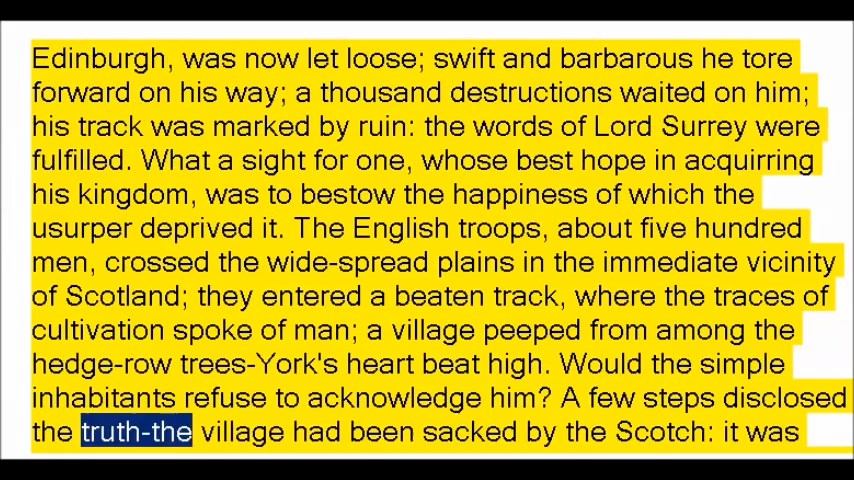 Edinburgh, was now let loose; swift and barbarous he tore
forward on his way; a thousand destructions waited on him;
his track was marked by ruin: the words of Lord Surrey were
fulfilled. What a sight for one, whose best hope in acquirring
his kingdom, was to bestow the happiness of which the
usurper deprived it. The English troops, about five hundred
men, crossed the wide-spread plains in the immediate vicinity
of Scotland; they entered a beaten track, where the traces of
cultivation spoke of man; a village peeped from among the
hedge-row trees-York's heart beat high. Would the simple
inhabitants refuse to acknowledge him? A few steps disclosed
the truth-the village had been sacked by the Scotch: it was